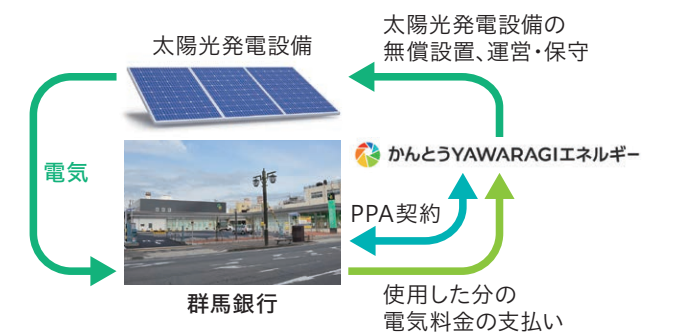 太陽光発電設備
太陽光発電設備の
無償設置、運営・保守
電気
かんとうYAWARAGIエネルギー
PPA契約
群馬銀行
使用した分の
電気料金の支払い